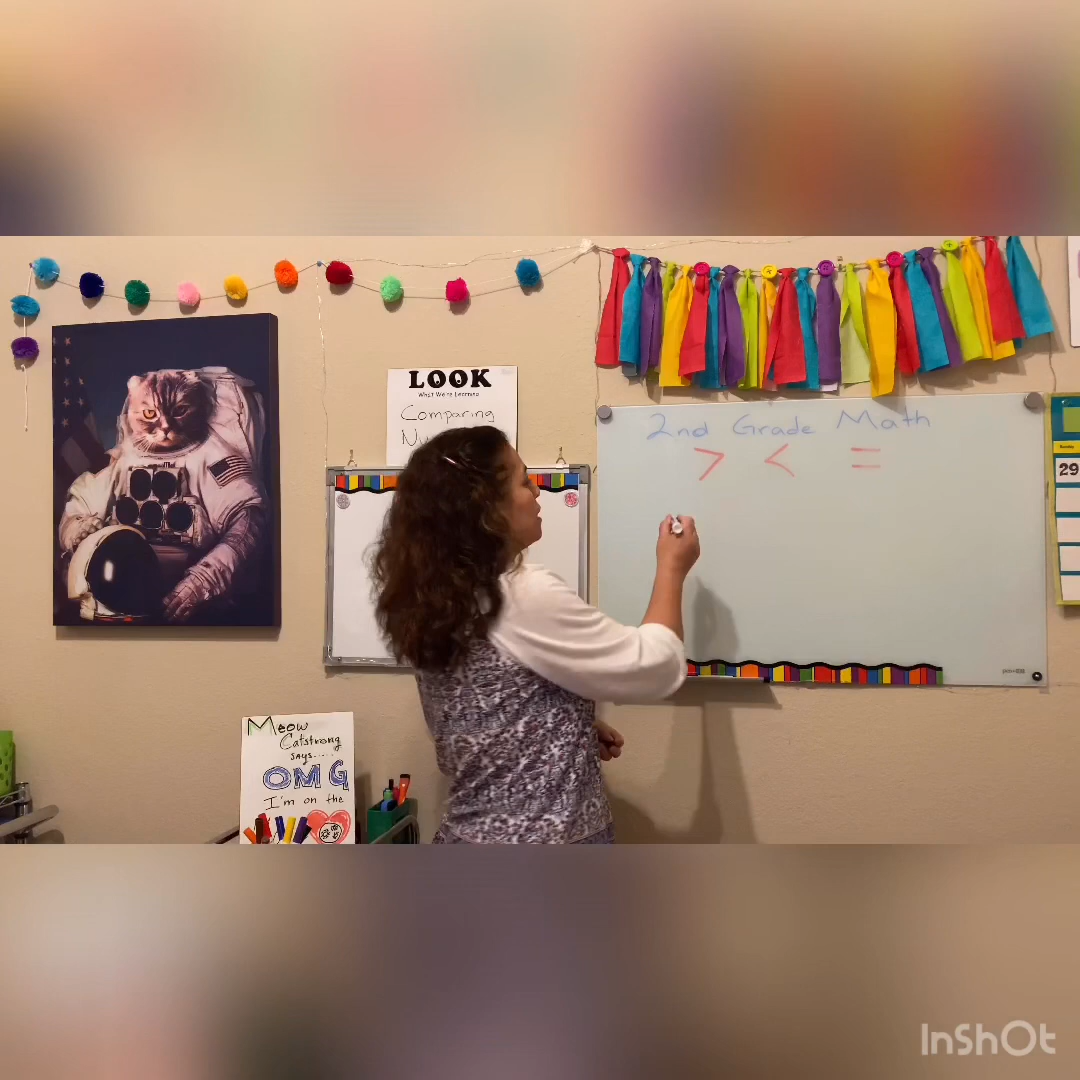 LOOK
What We're Learning
Comparing
2nd Grade Math
> < =
29
Meow
Catstrong
says.....
OMG
I'm on the
InShOt